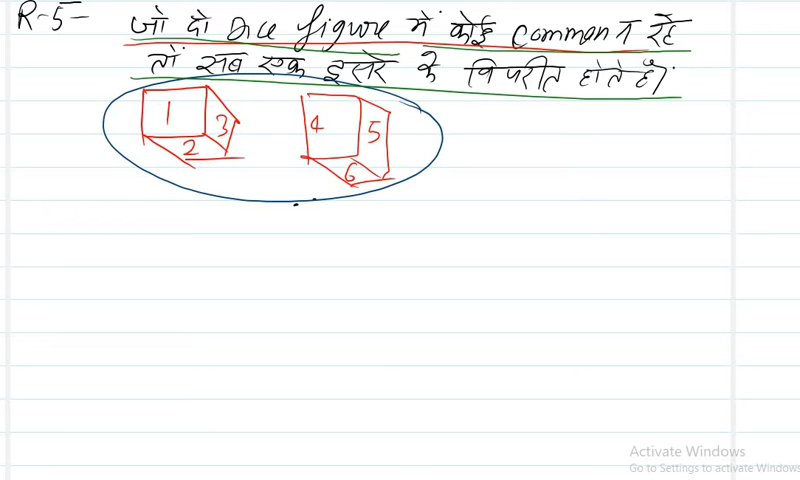 R-5- जो दो Dice figure में कोई common न रहे
तो सब एक दूसरे के विपरीत होते हैं।
1 3 4 5
2 6
Activate Windows
Go to Settings to activate Windows